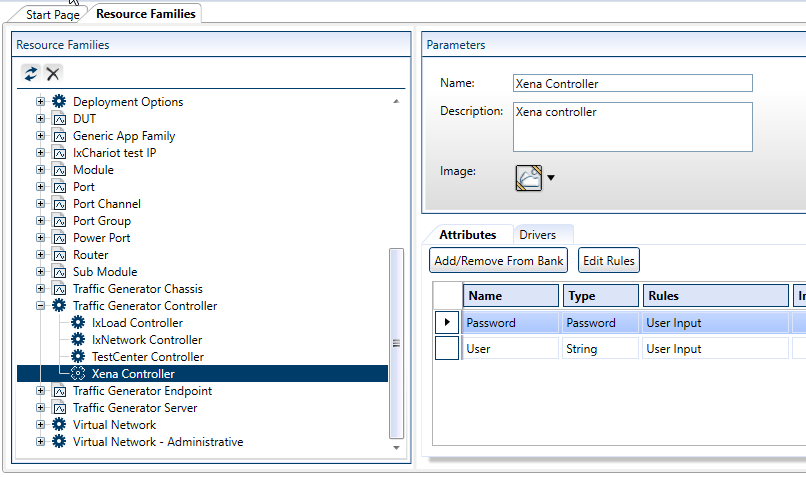 Start Page
Resource Families
Resource Families
Deployment Options
DUT
Generic App Family
IxChariot test IP
Module
Port
Port Channel
Port Group
Power Port
Router
Sub Module
Traffic Generator Chassis
Traffic Generator Controller
IxLoad Controller
IxNetwork Controller
TestCenter Controller
Xena Controller
Traffic Generator Endpoint
Traffic Generator Server
Virtual Network
Virtual Network - Administrative
Parameters
Name: Xena Controller
Description: Xena controller
Image:
Attributes Drivers
Add/Remove From Bank Edit Rules
Name Type Rules In
Password Password User Input
User String User Input